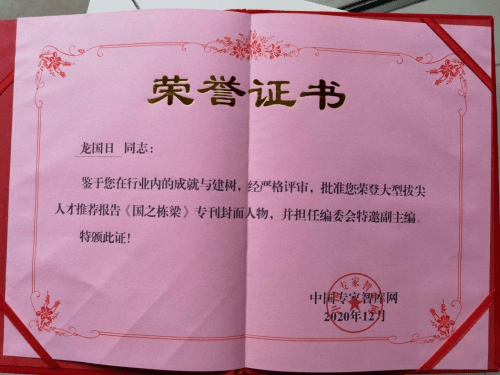 荣誉证书
龙国日 同志：
鉴于您在行业内的成就与建树，经严格评审，批准您荣登大型拔尖
人才推荐报告《国之栋梁》专刊封面人物，并担任编委会特邀副主编。
特颁此证！
中国专家智库网
2020年12月